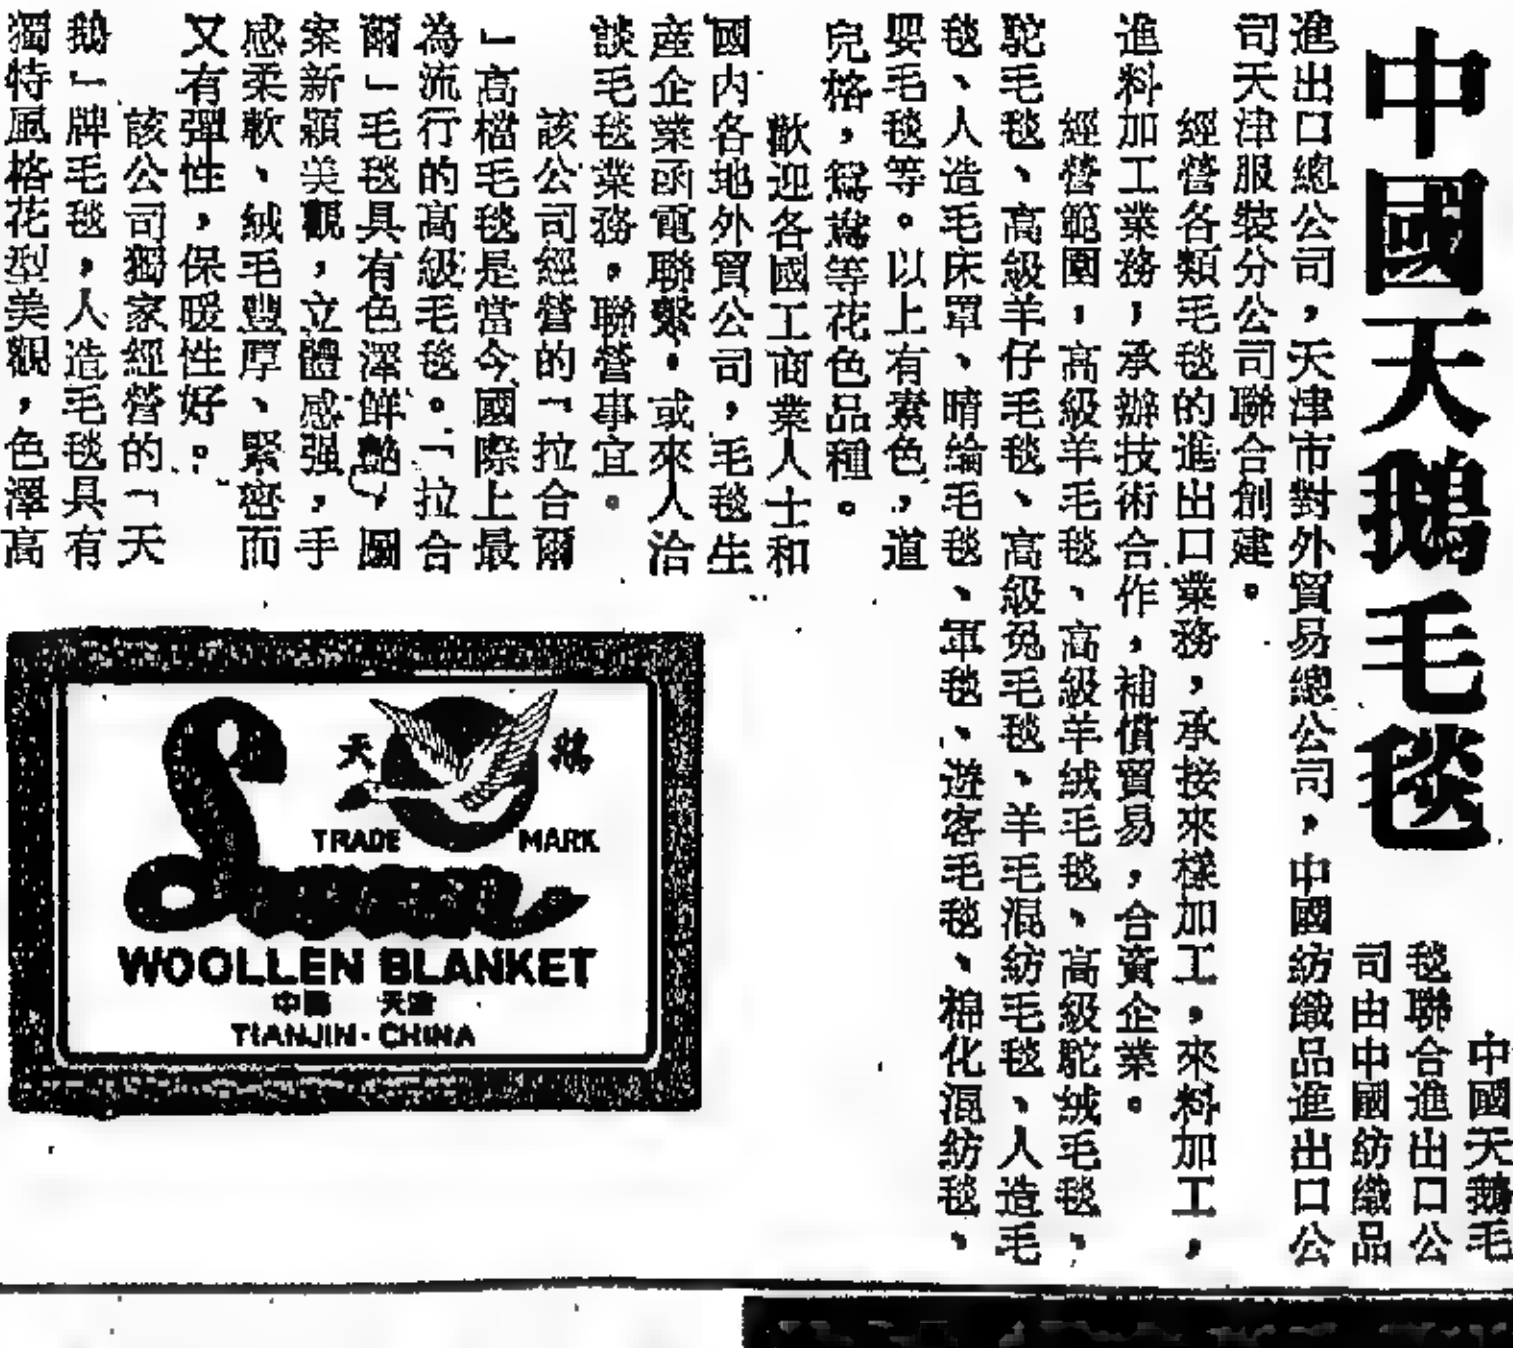 中國天鵝毛毯
中國天鵝毛
毯聯合進出口公
司由中國紡織品
進出口總公司，天津市對外貿易總公司，中國紡織品進出口公
司天津服裝分公司聯合創建。
經營各類毛毯的進出口業務，承接來樣加工，來料加工，
進料加工業務，承辦技術合作，補償貿易，合資企業。
經營範圍，高級羊毛毯、高級羊絨毛毯、高級駝絨毛毯，
駝毛毯、高級羊仔毛毯、高級兔毛毯、羊毛混紡毛毯、人造毛
毯、人造毛床罩、晴綸毛毯、軍毯、遊客毛毯、棉化混紡毯、
嬰毛毯等。以上有素色，道
完格，鴛鴦等花色品種。
歡迎各國工商業人士和
國内各地外貿公司，毛毯生
產企業函電聯繫。或來人洽
談毛毯業務，聯營事宜。
該公司經營的「拉合爾
」高檔毛毯是當今國際上最
為流行的高級毛毯。「拉合
爾」毛毯具有色澤鮮艷，圖
案新穎美觀，立體感强，手
感柔軟、絨毛豐厚、緊密而
又有彈性，保暖性好。
該公司獨家經營的「天
鵝」牌毛毯，人造毛毯具有
獨特風格花型美觀，色澤高
天 鵝
TRADE MARK
Swan
WOOLLEN BLANKET
中國 天津
TIANJIN·CHINA